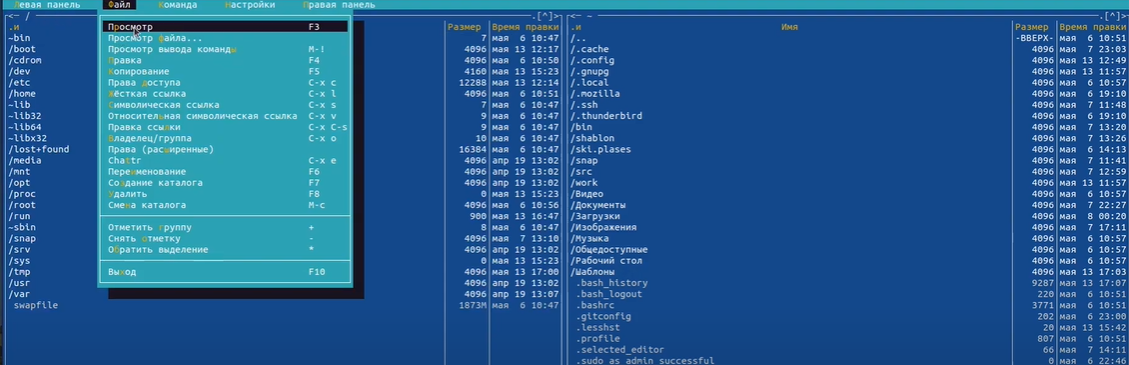 Левая панель Файл Команда Настройки Правая панель
<─ / .[^]> <─ ~ .[^]>
.и Размер Время правки .и Имя Размер Время правки
Просмотр F3
Просмотр файла...
Просмотр вывода команды M-!
Правка F4
Копирование F5
Права доступа C-x c
Жёсткая ссылка C-x l
Символическая ссылка C-x s
Относительная символическая ссылка C-x v
Правка ссылки C-x C-s
Владелец/группа C-x o
Права (расширенные)
Chattr C-x e
Переименование F6
Создание каталога F7
Удалить F8
Смена каталога M-c
Отметить группу +
Снять отметку -
Обратить выделение *
Выход F10
~bin 7 мая 6 10:47
/boot 4096 мая 13 12:17
/cdrom 4096 мая 6 10:50
/dev 4160 мая 13 15:23
/etc 12288 мая 13 12:14
/home 4096 мая 6 10:51
~lib 7 мая 6 10:47
~lib32 9 мая 6 10:47
~lib64 9 мая 6 10:47
~libx32 10 мая 6 10:47
/lost+found 16384 мая 6 10:47
/media 4096 апр 19 13:02
/mnt 4096 апр 19 13:02
/opt 4096 апр 19 13:02
/proc 0 мая 13 15:23
/root 4096 мая 6 10:56
/run 900 мая 13 16:47
~sbin 8 мая 6 10:47
/snap 4096 мая 7 13:10
/srv 4096 апр 19 13:02
/sys 0 мая 13 15:23
/tmp 4096 мая 13 17:00
/usr 4096 апр 19 13:02
/var 4096 апр 19 13:07
swapfile 1873M мая 6 10:47
/.. -ВВЕРХ- мая 6 10:51
/.cache 4096 мая 7 23:03
/.config 4096 мая 13 12:49
/.gnupg 4096 мая 13 11:57
/.local 4096 мая 6 10:57
/.mozilla 4096 мая 6 19:10
/.ssh 4096 мая 7 11:48
/.thunderbird 4096 мая 6 19:10
/bin 4096 мая 7 13:20
/shablon 4096 мая 7 13:26
/ski.plases 4096 мая 6 14:13
/snap 4096 мая 7 11:41
/src 4096 мая 7 12:59
/work 4096 мая 13 11:57
/Видео 4096 мая 6 10:57
/Документы 4096 мая 7 22:27
/Загрузки 4096 мая 8 00:20
/Изображения 4096 мая 7 17:11
/Музыка 4096 мая 6 10:57
/Общедоступные 4096 мая 6 10:57
/Рабочий стол 4096 мая 6 10:57
/Шаблоны 4096 мая 13 17:03
.bash_history 9287 мая 13 17:07
.bash_logout 220 мая 6 10:51
.bashrc 3771 мая 6 10:51
.gitconfig 202 мая 6 23:00
.lesshst 20 мая 13 15:42
.profile 807 мая 6 10:51
.selected_editor 66 мая 7 14:11
.sudo_as_admin_successful 0 мая 6 22:46